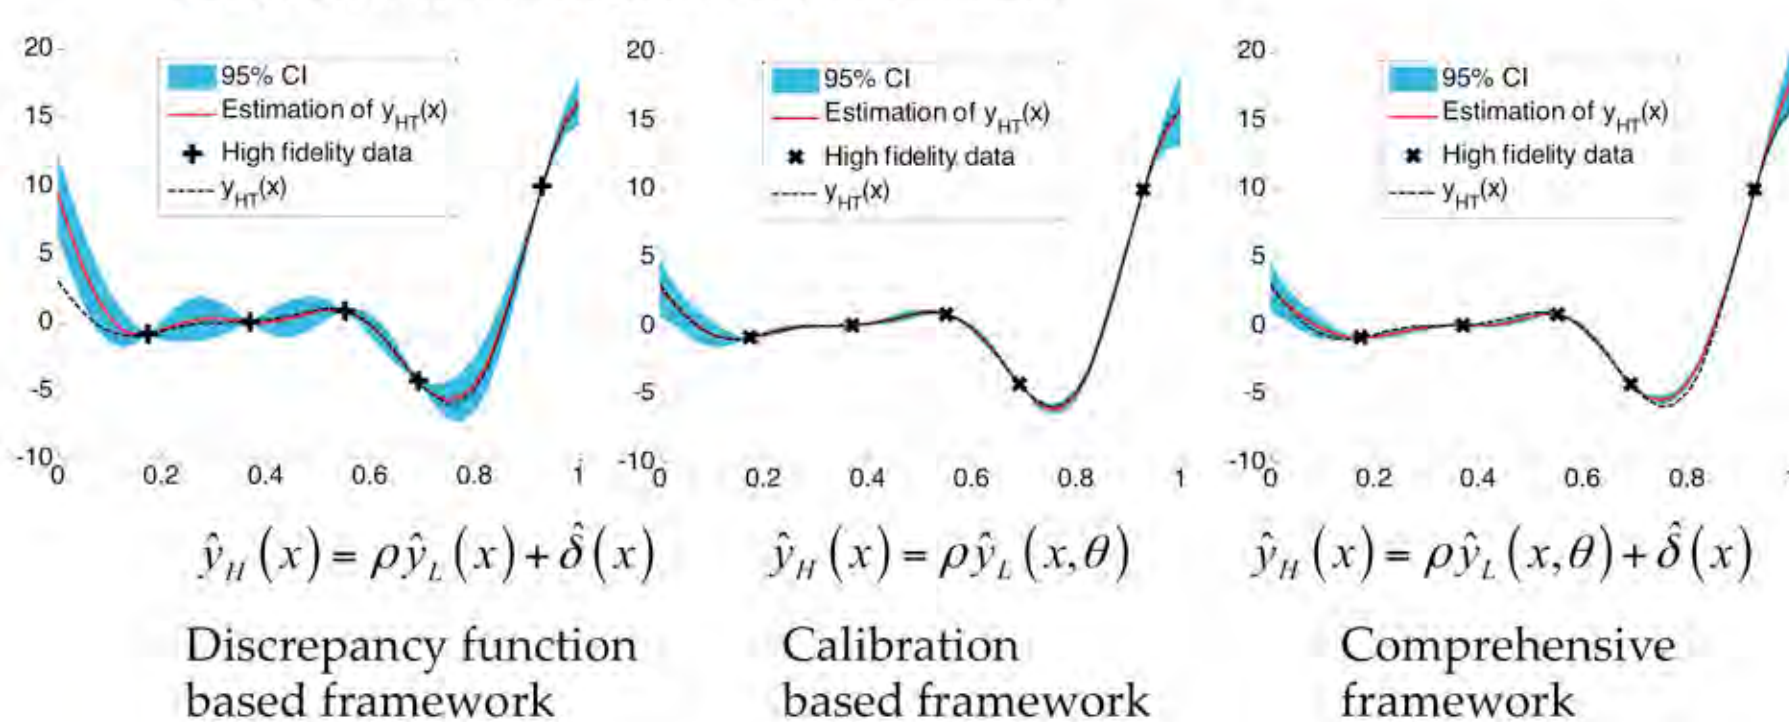 20
15
10
5
0
-5
-10
0 0.2 0.4 0.6 0.8 1
95% CI
Estimation of y_HT(x)
High fidelity data
y_HT(x)
20
15
10
5
0
-5
-10
0 0.2 0.4 0.6 0.8 1
95% CI
Estimation of y_HT(x)
High fidelity data
y_HT(x)
20
15
10
5
0
-5
-10
0 0.2 0.4 0.6 0.8
95% CI
Estimation of y_HT(x)
High fidelity data
y_HT(x)
ŷ_H(x) = ρŷ_L(x) + δ̂(x)
ŷ_H(x) = ρŷ_L(x,θ)
ŷ_H(x) = ρŷ_L(x,θ) + δ̂(x)
Discrepancy function
based framework
Calibration
based framework
Comprehensive
framework